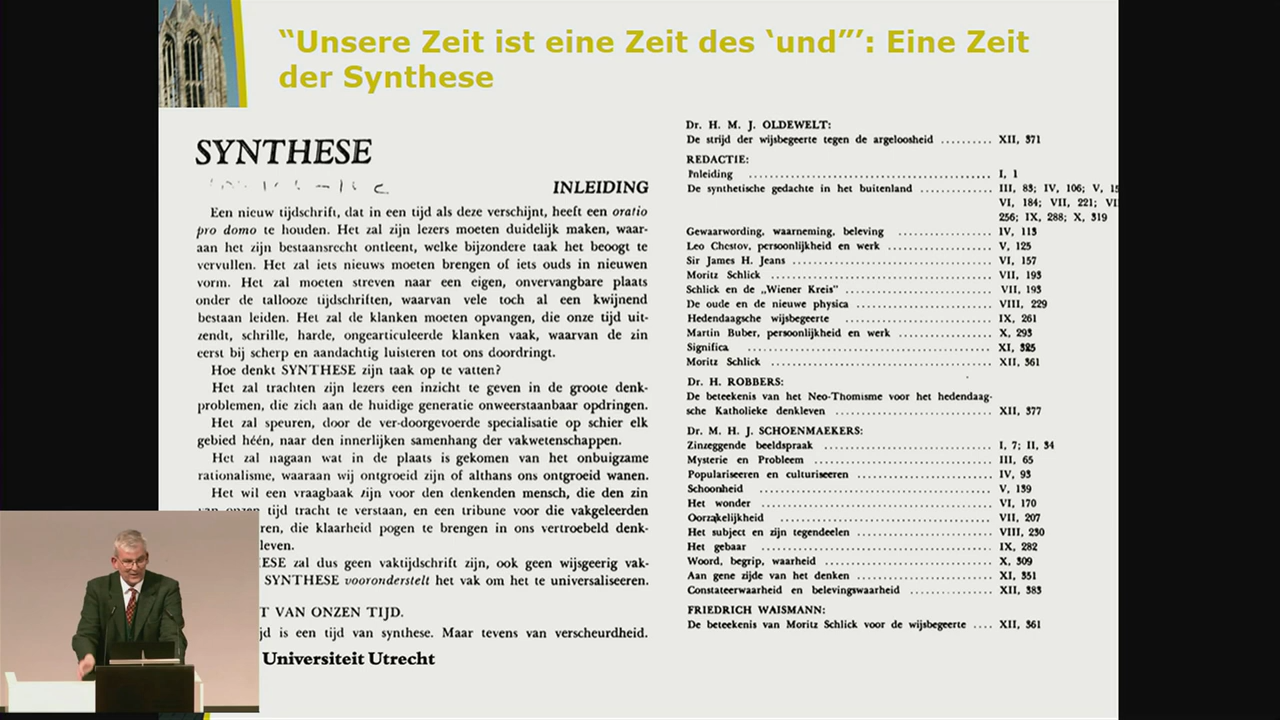 “Unsere Zeit ist eine Zeit des ‘und”’: Eine Zeit
der Synthese
SYNTHESE
INLEIDING
Een nieuw tijdschrift, dat in een tijd als deze verschijnt, heeft een oratio
pro domo te houden. Het zal zijn lezers moeten duidelijk maken, waar-
aan het zijn bestaansrecht ontleent, welke bijzondere taak het beoogt te
vervullen. Het zal iets nieuws moeten brengen of iets ouds in nieuwen
vorm. Het zal moeten streven naar een eigen, onvervangbare plaats
onder de tallooze tijdschriften, waarvan vele toch al een kwijnend
bestaan leiden. Het zal de klanken moeten opvangen, die onze tijd uit-
zendt, schrille, harde, ongearticuleerde klanken vaak, waarvan de zin
eerst bij scherp en aandachtig luisteren tot ons doordringt.
Hoe denkt SYNTHESE zijn taak op te vatten?
Het zal trachten zijn lezers een inzicht te geven in de groote denk-
problemen, die zich aan de huidige generatie onweerstaanbaar opdringen.
Het zal speuren, door de ver-doorgevoerde specialisatie op schier elk
gebied héén, naar den innerlijken samenhang der vakwetenschappen.
Het zal nagaan wat in de plaats is gekomen van het onbuigzame
rationalisme, waaraan wij ontgroeid zijn of althans ons ontgroeid wanen.
Het wil een vraagbaak zijn voor den denkenden mensch, die den zin
van onzen tijd tracht te verstaan, en een tribune voor die vakgeleerden
ren, die klaarheid pogen te brengen in ons vertroebeld denk-
leven.
ESE zal dus geen vaktijdschrift zijn, ook geen wijsgeerig vak-
SYNTHESE vooronderstelt het vak om het te universaliseeren.
T VAN ONZEN TIJD.
jd is een tijd van synthese. Maar tevens van verscheurdheid.
Universiteit Utrecht
Dr. H. M. J. OLDEWELT:
De strijd der wijsbegeerte tegen de argeloosheid .......... XII, 371
REDACTIE:
Inleiding ............................................. I, 1
De synthetische gedachte in het buitenland ............. III, 83; IV, 106; V, 15
VI, 184; VII, 221; VI
256; IX, 288; X, 319
Gewaarwording, waarneming, beleving ................. IV, 113
Leo Chestov, persoonlijkheid en werk .................... V, 125
Sir James H. Jeans ..................................... VI, 157
Moritz Schlick ......................................... VII, 193
Schlick en de „Wiener Kreis” ........................... VII, 193
De oude en de nieuwe physica .......................... VIII, 229
Hedendaagsche wijsbegeerte ........................... IX, 261
Martin Buber, persoonlijkheid en werk ................. X, 293
Significa .............................................. XI, 325
Moritz Schlick ......................................... XII, 361
Dr. H. ROBBERS:
De beteekenis van het Neo-Thomisme voor het hedendaag-
sche Katholieke denkleven ............................. XII, 377
Dr. M. H. J. SCHOENMAEKERS:
Zinzeggende beeldspraak ............................... I, 7; II, 34
Mysterie en Probleem .................................. III, 65
Populariseeren en culturiseeren ........................ IV, 93
Schoonheid ............................................ V, 139
Het wonder ............................................ VI, 170
Oorzakelijkheid ........................................ VII, 207
Het subject en zijn tegendeelen ........................ VIII, 230
Het gebaar ............................................ IX, 282
Woord, begrip, waarheid ............................... X, 309
Aan gene zijde van het denken ......................... XI, 351
Constateerwaarheid en belevingswaarheid ............... XII, 383
FRIEDRICH WAISMANN:
De beteekenis van Moritz Schlick voor de wijsbegeerte .... XII, 361